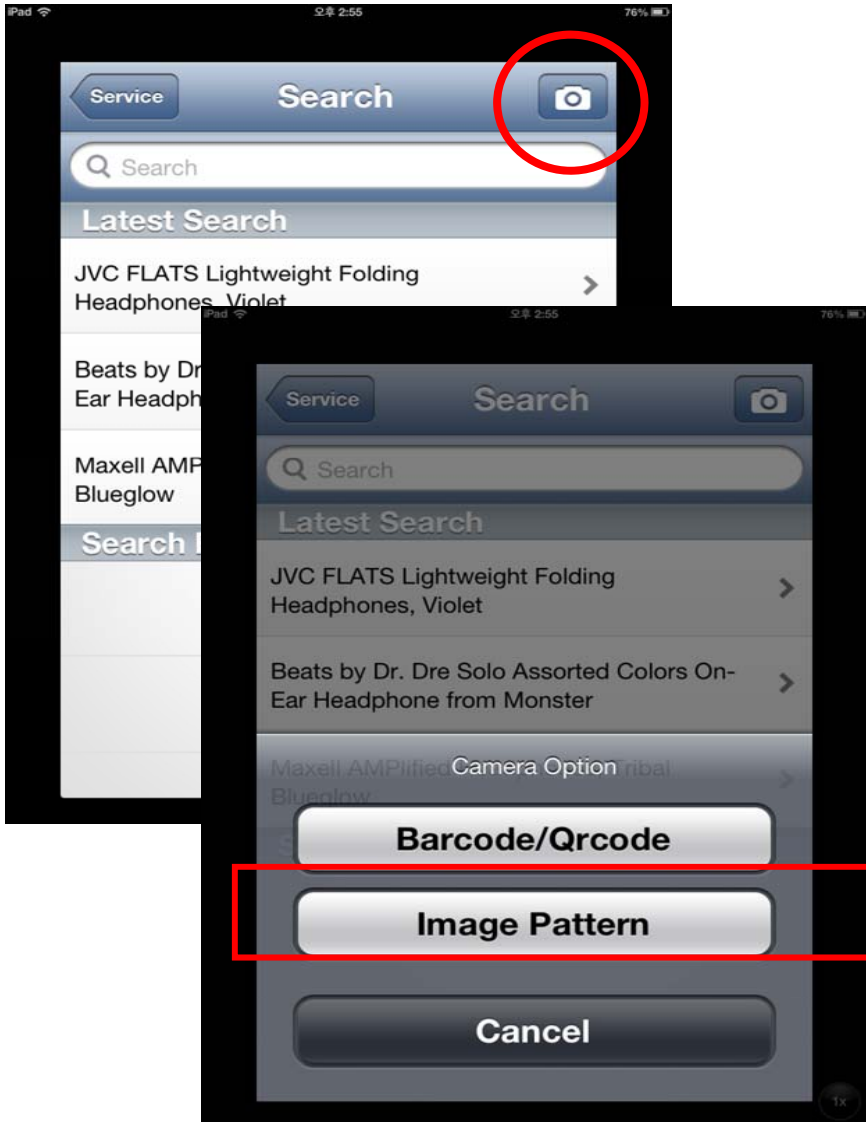 iPad 오후 2:55 76%
Service Search
Search
Latest Search
JVC FLATS Lightweight Folding
Headphones, Violet
Beats by Dr
Ear Headph
Maxell AMP
Blueglow
Search
iPad 오후 2:55 76%
Service Search
Search
Latest Search
JVC FLATS Lightweight Folding
Headphones, Violet
Beats by Dr. Dre Solo Assorted Colors On-
Ear Headphone from Monster
Maxell AMPlified Tribal
Blueglow
Camera Option
Barcode/Qrcode
Image Pattern
Cancel
1x